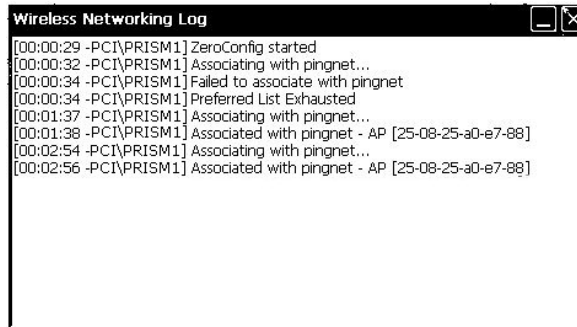 Wireless Networking Log
[00:00:29 -PCI\PRISM1] ZeroConfig started
[00:00:32 -PCI\PRISM1] Associating with pingnet...
[00:00:34 -PCI\PRISM1] Failed to associate with pingnet
[00:00:34 -PCI\PRISM1] Preferred List Exhausted
[00:01:37 -PCI\PRISM1] Associating with pingnet...
[00:01:38 -PCI\PRISM1] Associated with pingnet - AP [25-08-25-a0-e7-88]
[00:02:54 -PCI\PRISM1] Associating with pingnet...
[00:02:56 -PCI\PRISM1] Associated with pingnet - AP [25-08-25-a0-e7-88]